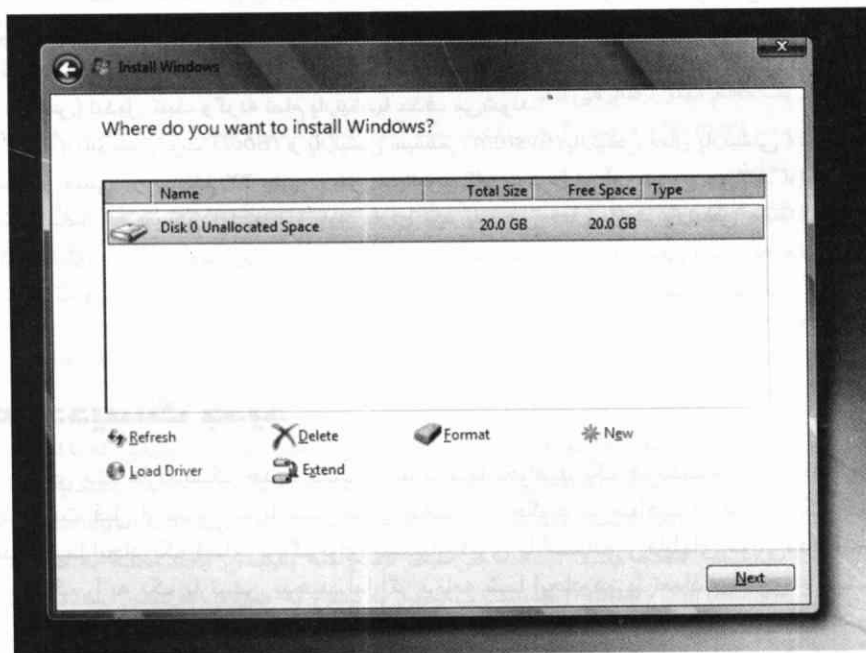 Install Windows
Where do you want to install Windows?
Name Total Size Free Space Type
Disk 0 Unallocated Space 20.0 GB 20.0 GB
Refresh Delete Format New
Load Driver Extend
Next